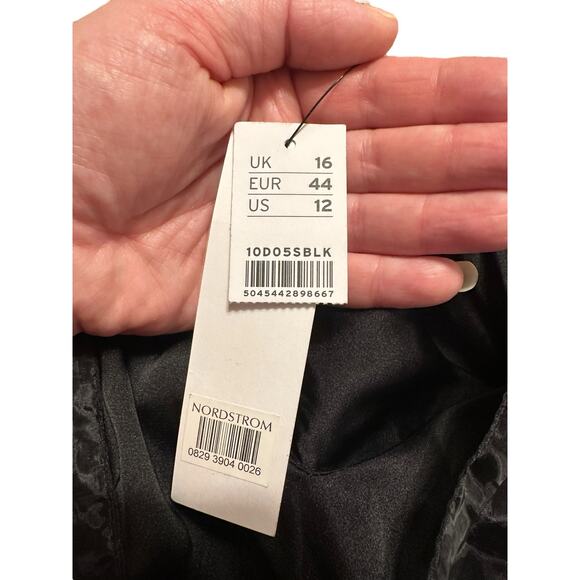 UK 16
EUR 44
US 12
10D05SBLK
5045442898667
NORDSTROM
0829 3904 0026